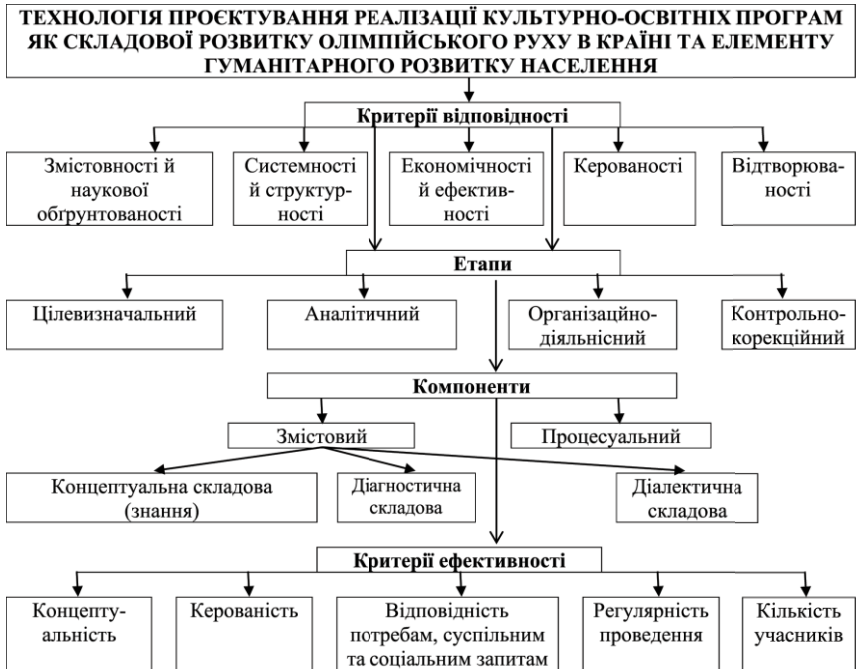 ТЕХНОЛОГІЯ ПРОЄКТУВАННЯ РЕАЛІЗАЦІЇ КУЛЬТУРНО-ОСВІТНІХ ПРОГРАМ
ЯК СКЛАДОВОЇ РОЗВИТКУ ОЛІМПІЙСЬКОГО РУХУ В КРАЇНІ ТА ЕЛЕМЕНТУ
ГУМАНІТАРНОГО РОЗВИТКУ НАСЕЛЕННЯ
Критерії відповідності
Змістовності й
наукової
обґрунтованості
Системності
й структур-
ності
Економічності
й ефектив-
ності
Керованості
Відтворюва-
ності
Етапи
Цілевизначальний
Аналітичний
Організаційно-
діяльнісний
Контрольно-
корекційний
Компоненти
Змістовий
Процесуальний
Концептуальна складова
(знання)
Діагностична
складова
Діалектична
складова
Критерії ефективності
Концепту-
альність
Керованість
Відповідність
потребам, суспільним
та соціальним запитам
Регулярність
проведення
Кількість
учасників